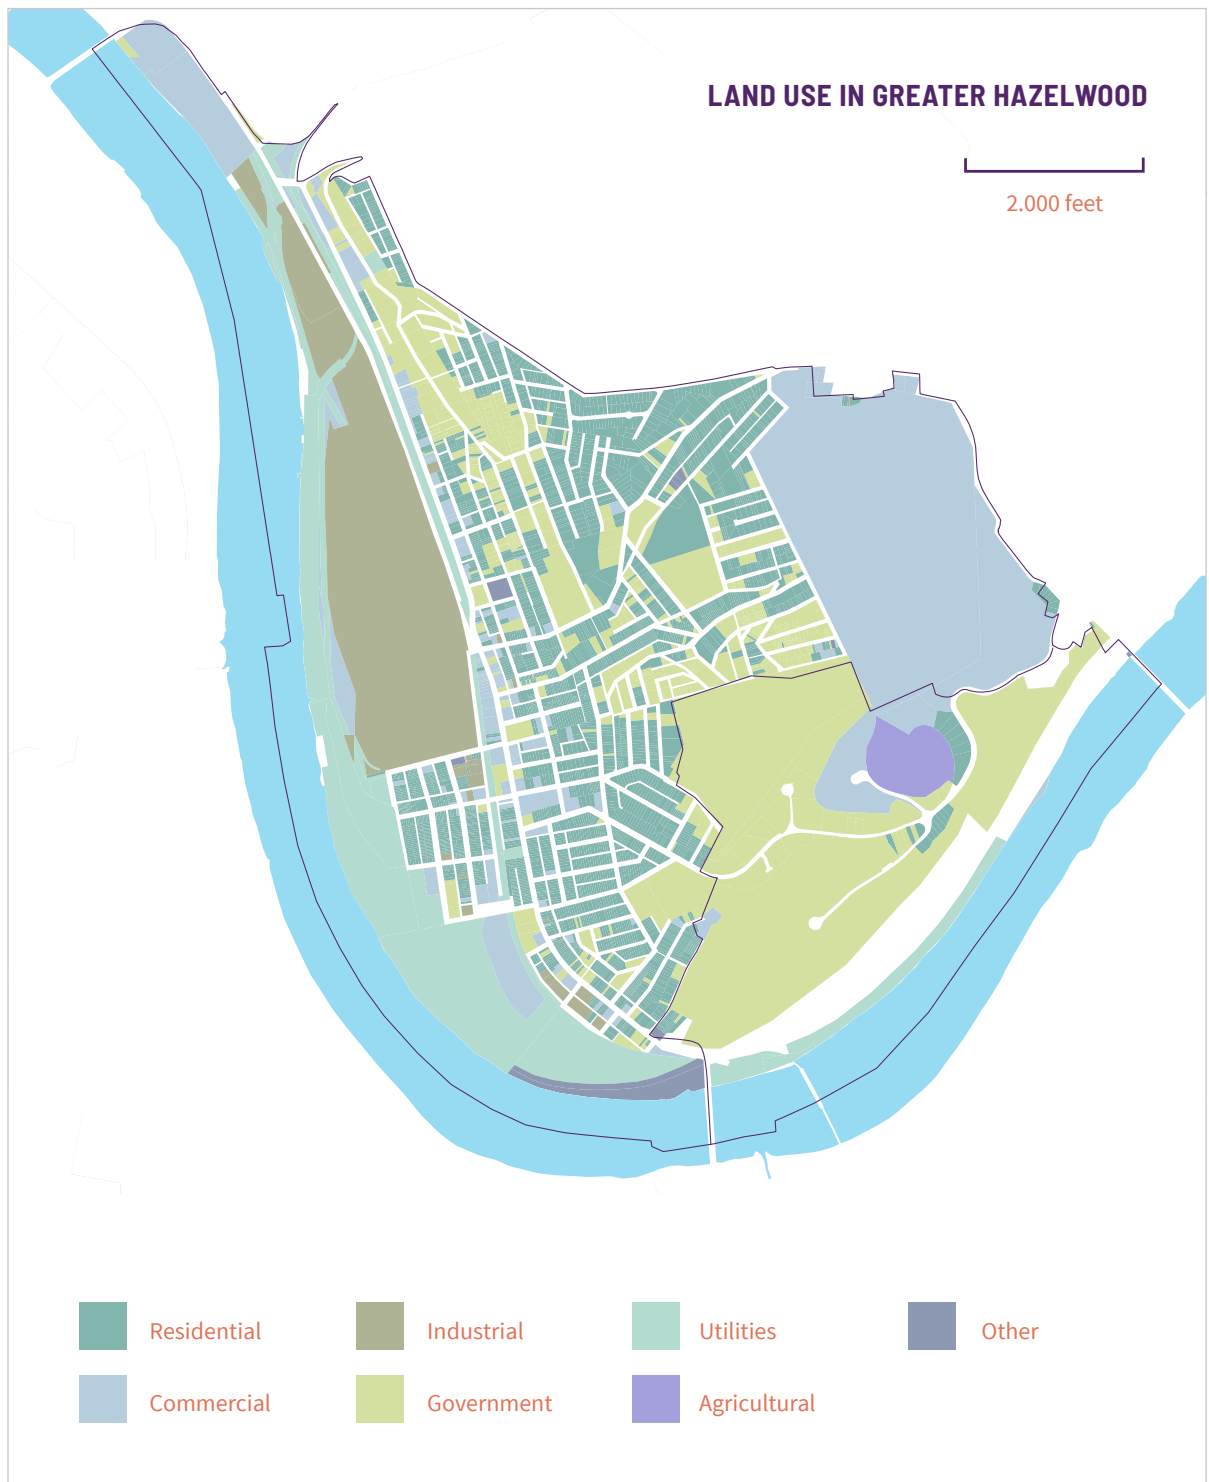 LAND USE IN GREATER HAZELWOOD
2.000 feet
Residential
Industrial
Utilities
Other
Commercial
Government
Agricultural